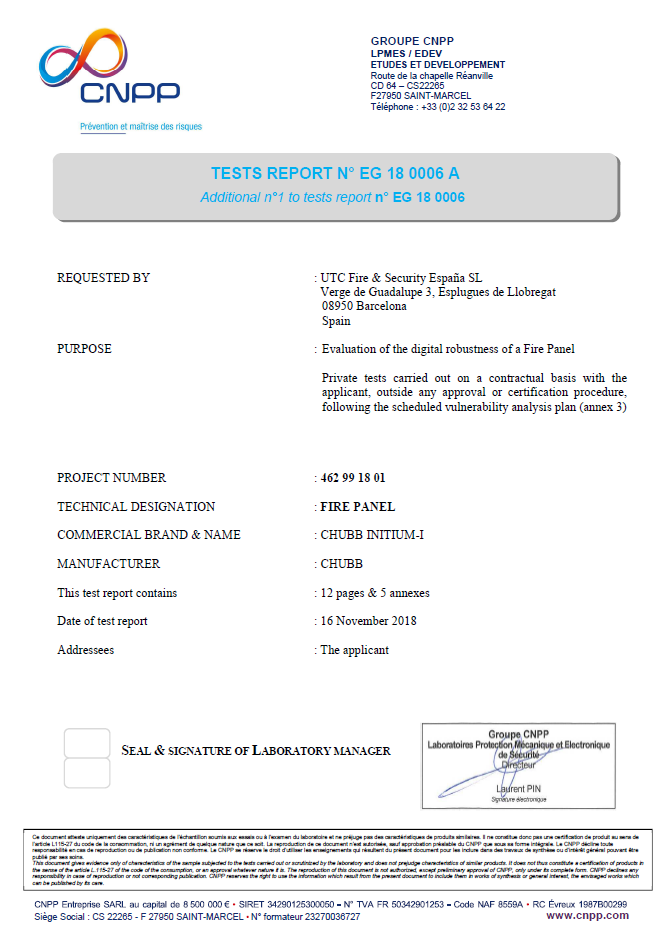 CNPP
Prévention et maîtrise des risques
GROUPE CNPP
LPMES / EDEV
ETUDES ET DEVELOPPEMENT
Route de la chapelle Réanville
CD 64 – CS22265
F27950 SAINT-MARCEL
Téléphone : +33 (0)2 32 53 64 22
TESTS REPORT N° EG 18 0006 A
Additional n°1 to tests report n° EG 18 0006
REQUESTED BY : UTC Fire & Security España SL
Verge de Guadalupe 3, Esplugues de Llobregat
08950 Barcelona
Spain
PURPOSE : Evaluation of the digital robustness of a Fire Panel
Private tests carried out on a contractual basis with the
applicant, outside any approval or certification procedure,
following the scheduled vulnerability analysis plan (annex 3)
PROJECT NUMBER : 462 99 18 01
TECHNICAL DESIGNATION : FIRE PANEL
COMMERCIAL BRAND & NAME : CHUBB INITIUM-I
MANUFACTURER : CHUBB
This test report contains : 12 pages & 5 annexes
Date of test report : 16 November 2018
Addressees : The applicant
SEAL & SIGNATURE OF LABORATORY MANAGER
Groupe CNPP
Laboratoires Protection Mécanique et Electronique
de Sécurité
Directeur
Laurent PIN
Signature électronique
Ce document atteste uniquement des caractéristiques de l'échantillon soumis aux essais ou à l'examen du laboratoire et ne préjuge pas des caractéristiques de produits similaires. Il ne constitue donc pas une certification de produit au sens de
l'article L115-27 du code de la consommation, ni un agrément de quelque nature que ce soit. La reproduction de ce document n'est autorisée, sauf approbation préalable du CNPP que sous sa forme intégrale. Le CNPP décline toute
responsabilité en cas de reproduction ou de publication non conforme. Le CNPP se réserve le droit d'utiliser les enseignements qui résultent du présent document pour les inclure dans des travaux de synthèse ou d'intérêt général pouvant être
publié par ses soins.
This document gives evidence only of characteristics of the sample subjected to the tests carried out or scrutinized by the laboratory and does not prejudge characteristics of similar products. It does not thus constitute a certification of products in
the sense of the article L.115-27 of the code of the consumption, or an approval whatever nature it is. The reproduction of this document is not authorized, except preliminary approval of CNPP, only under its complete form. CNPP declines any
responsibility in case of reproduction or not corresponding publication. CNPP reserves the right to use the information which result from the present document to include them in works of synthesis or general interest, the envisaged works which
can be published by its care.
CNPP Entreprise SARL au capital de 8 500 000 € • SIRET 34290125300050 – N° TVA FR 50342901253 – Code NAF 8559A • RC Évreux 1987B00299
Siège Social : CS 22265 - F 27950 SAINT-MARCEL • N° formateur 23270036727
www.cnpp.com